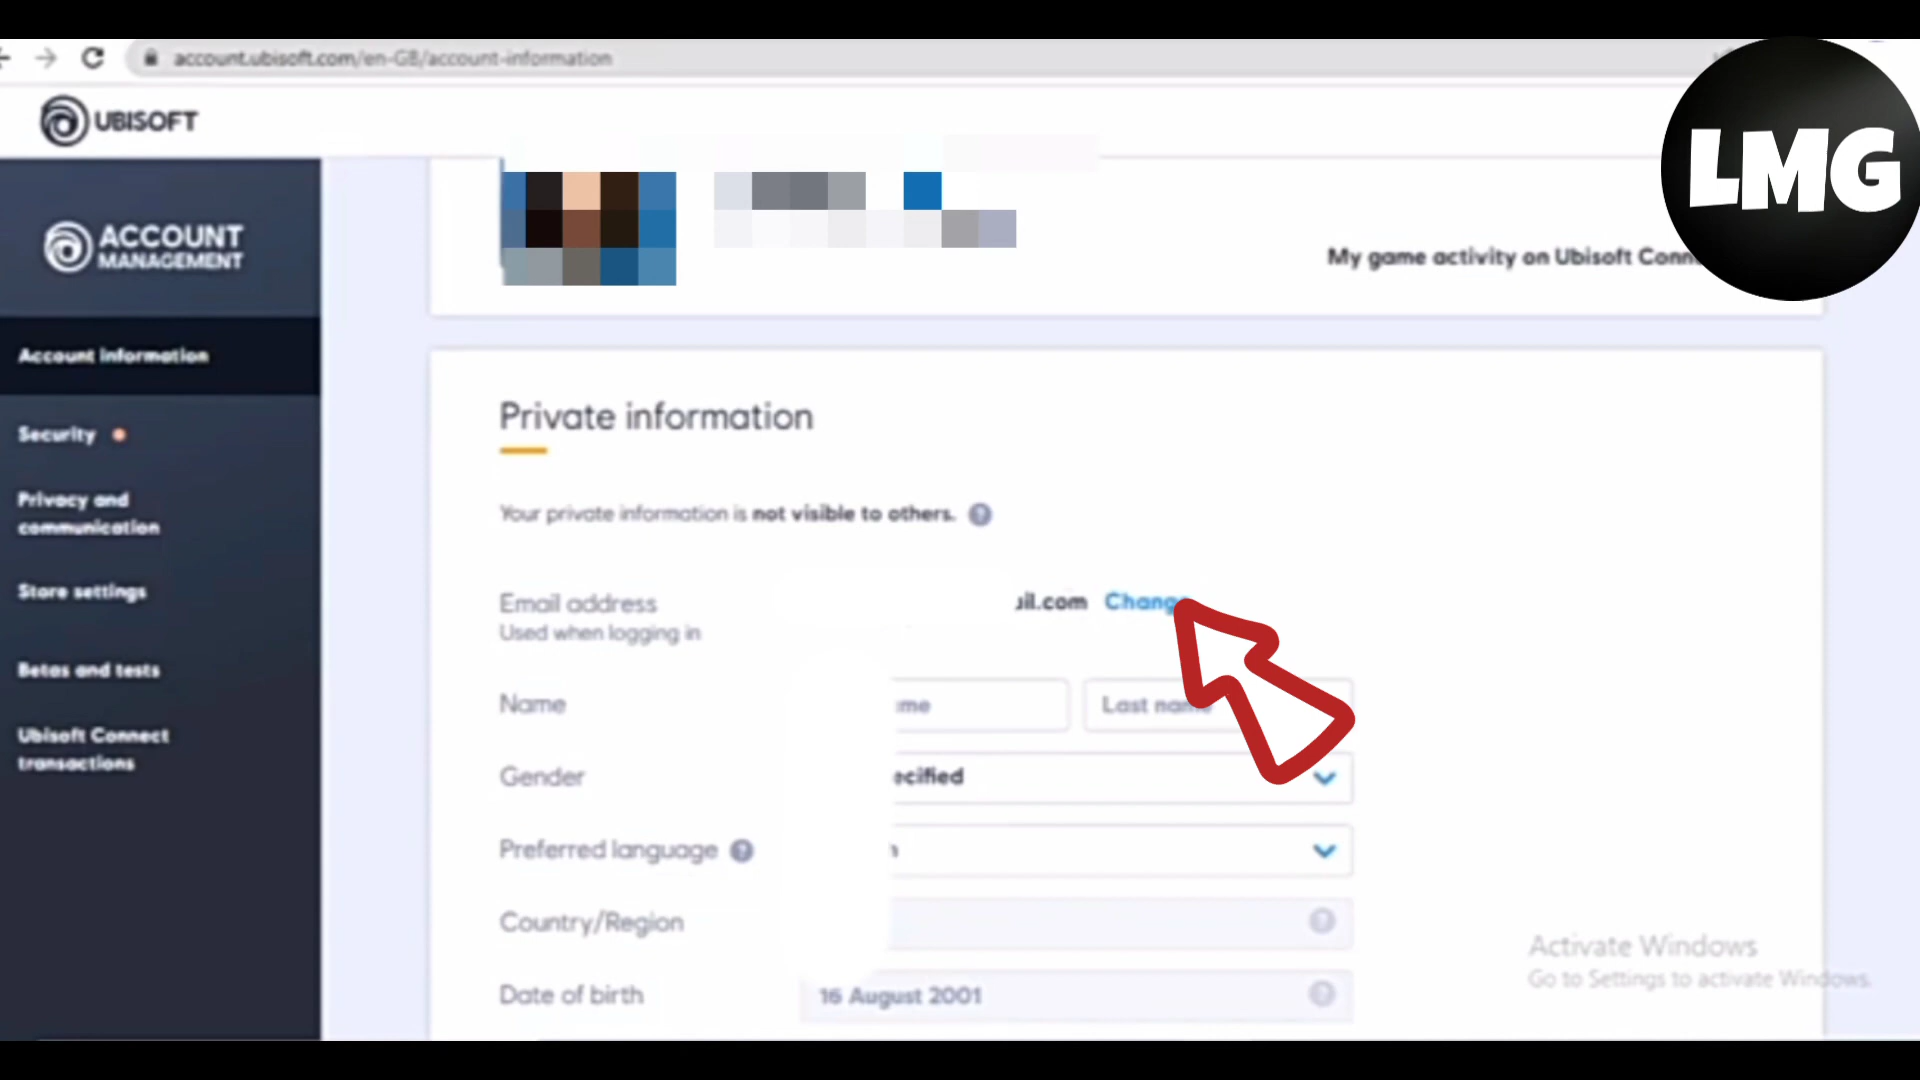 account.ubisoft.com/en-GB/account-information
UBISOFT
LMG
ACCOUNT
MANAGEMENT
My game activity on Ubisoft Conn
Account information
Security
Privacy and
communication
Store settings
Betas and tests
Ubisoft Connect
transactions
Private information
Your private information is not visible to others. ?
Email address
il.com Change
Used when logging in
Name
me
Last name
Gender
ecified
Preferred language ?
Country/Region
?
Date of birth
16 August 2001
?
Activate Windows
Go to Settings to activate Windows.